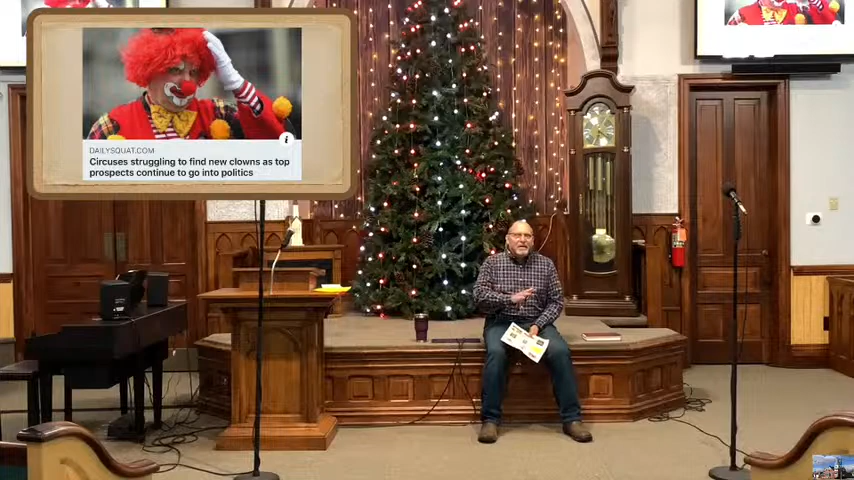 DAILYSQUAT.COM
Circuses struggling to find new clowns as top
prospects continue to go into politics